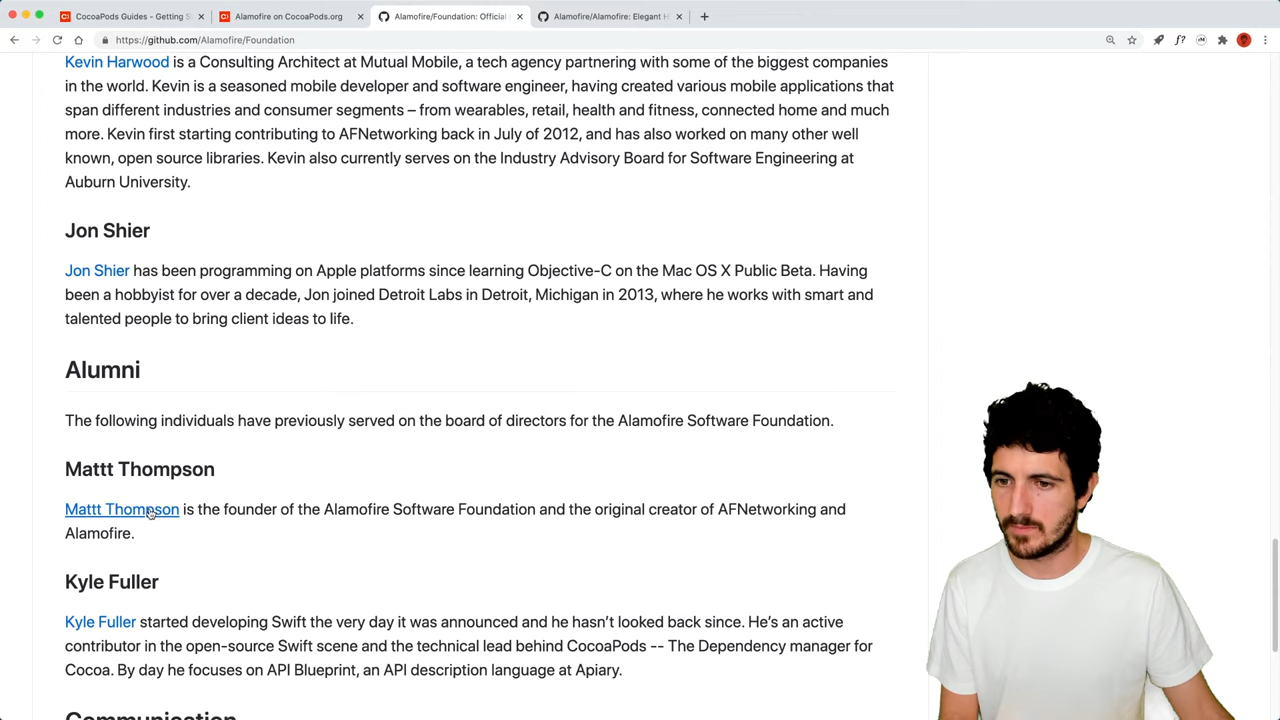 CocoaPods Guides - Getting S
Alamofire on CocoaPods.org
Alamofire/Foundation: Official
Alamofire/Alamofire: Elegant H
https://github.com/Alamofire/Foundation
Kevin Harwood is a Consulting Architect at Mutual Mobile, a tech agency partnering with some of the biggest companies
in the world. Kevin is a seasoned mobile developer and software engineer, having created various mobile applications that
span different industries and consumer segments – from wearables, retail, health and fitness, connected home and much
more. Kevin first starting contributing to AFNetworking back in July of 2012, and has also worked on many other well
known, open source libraries. Kevin also currently serves on the Industry Advisory Board for Software Engineering at
Auburn University.
Jon Shier
Jon Shier has been programming on Apple platforms since learning Objective-C on the Mac OS X Public Beta. Having
been a hobbyist for over a decade, Jon joined Detroit Labs in Detroit, Michigan in 2013, where he works with smart and
talented people to bring client ideas to life.
Alumni
The following individuals have previously served on the board of directors for the Alamofire Software Foundation.
Mattt Thompson
Mattt Thompson is the founder of the Alamofire Software Foundation and the original creator of AFNetworking and
Alamofire.
Kyle Fuller
Kyle Fuller started developing Swift the very day it was announced and he hasn’t looked back since. He’s an active
contributor in the open-source Swift scene and the technical lead behind CocoaPods -- The Dependency manager for
Cocoa. By day he focuses on API Blueprint, an API description language at Apiary.
Communication